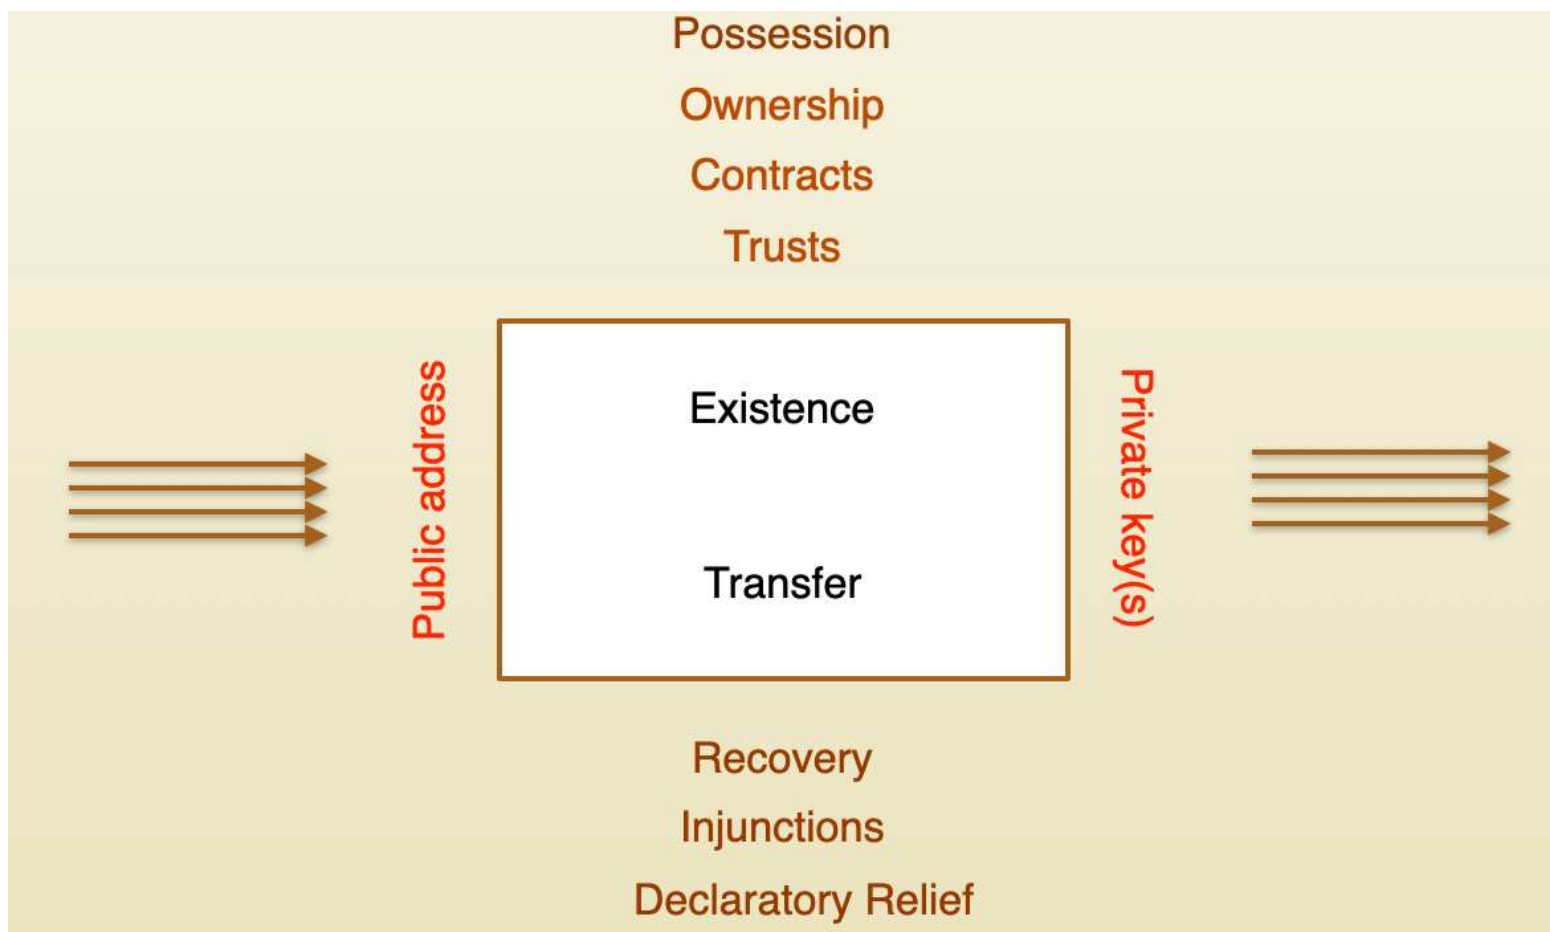 Possession
Ownership
Contracts
Trusts
Public address
Existence
Transfer
Private key(s)
Recovery
Injunctions
Declaratory Relief